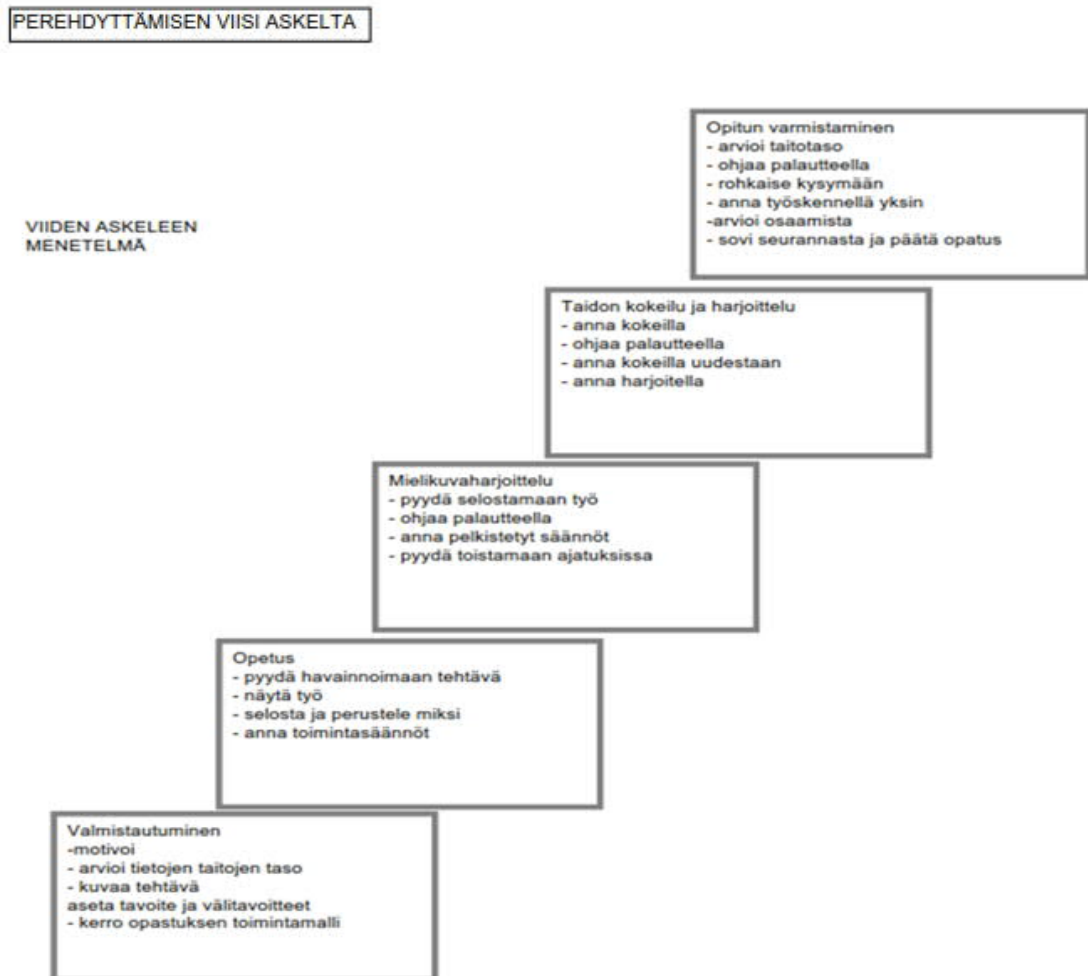 PEREHDYTTÄMISEN VIISI ASKELTA
Opitun varmistaminen
- arvioi taitotaso
- ohjaa palautteella
- rohkaise kysymään
- anna työskennellä yksin
-arvioi osaamista
- sovi seurannasta ja päätä opatus
VIIDEN ASKELEEN
MENETELMÄ
Taidon kokeilu ja harjoittelu
- anna kokeilla
- ohjaa palautteella
- anna kokeilla uudestaan
- anna harjoitella
Mielikuvaharjoittelu
- pyydä selostamaan työ
- ohjaa palautteella
- anna pelkistetyt säännöt
- pyydä toistamaan ajatuksissa
Opetus
- pyydä havainnoimaan tehtävä
- näytä työ
- selosta ja perustele miksi
- anna toimintasäännöt
Valmistautuminen
-motivoi
- arvioi tietojen taitojen taso
- kuvaa tehtävä
aseta tavoite ja välitavoitteet
- kerro opastuksen toimintamalli